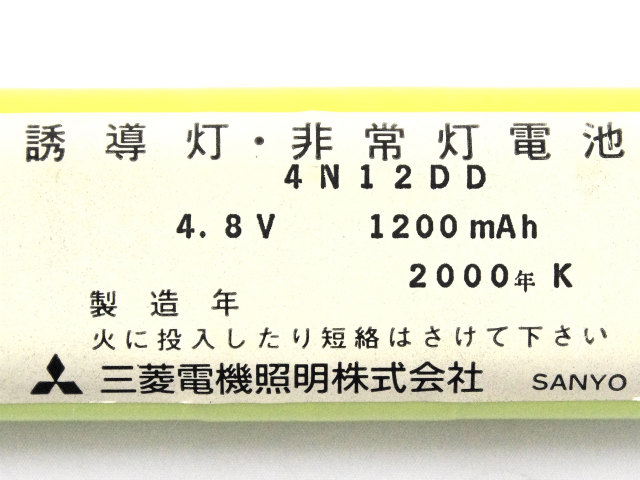 誘導灯・非常灯電池
4N12DD
4.8V 1200mAh
2000年 K
製造年
火に投入したり短絡はさけて下さい
三菱電機照明株式会社 SANYO